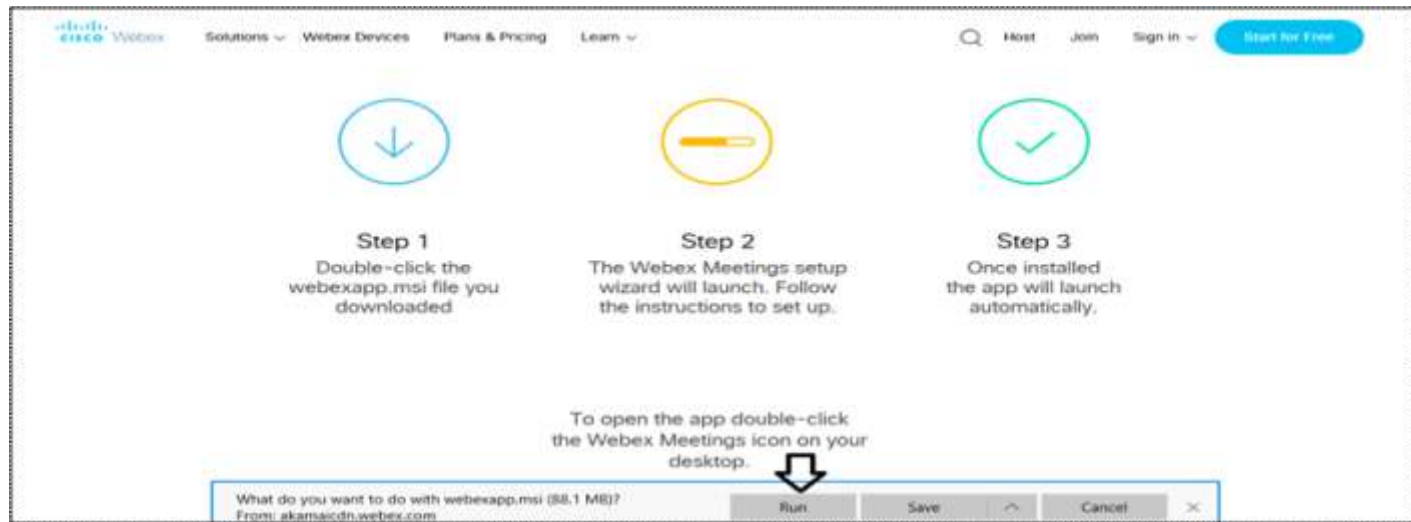 CISCO Webex Solutions Webex Devices Plans & Pricing Learn Host Join Sign in Start for Free
Step 1
Double-click the
webexapp.msi file you
downloaded
Step 2
The Webex Meetings setup
wizard will launch. Follow
the instructions to set up.
Step 3
Once installed
the app will launch
automatically.
To open the app double-click
the Webex Meetings icon on your
desktop.
What do you want to do with webexapp.msi (88.1 MB)?
From: akamaicdn.webex.com
Run Save Cancel